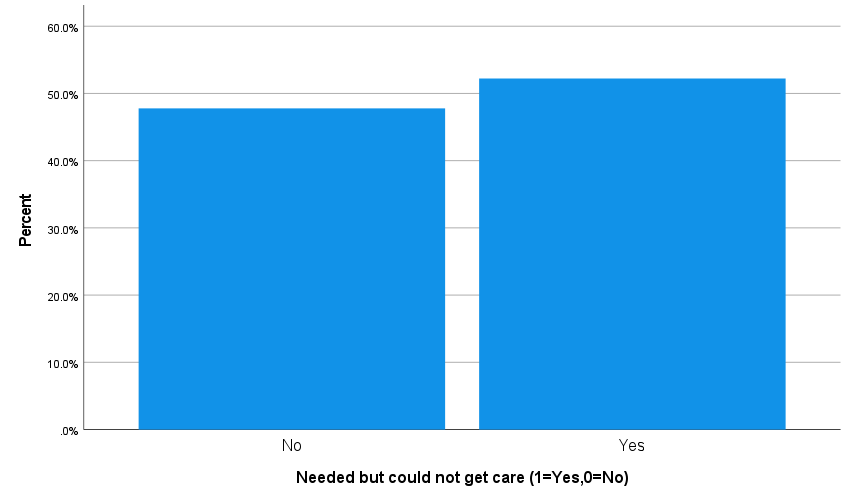 60.0%
50.0%
40.0%
30.0%
20.0%
10.0%
.0%
Percent
No Yes
Needed but could not get care (1=Yes,0=No)